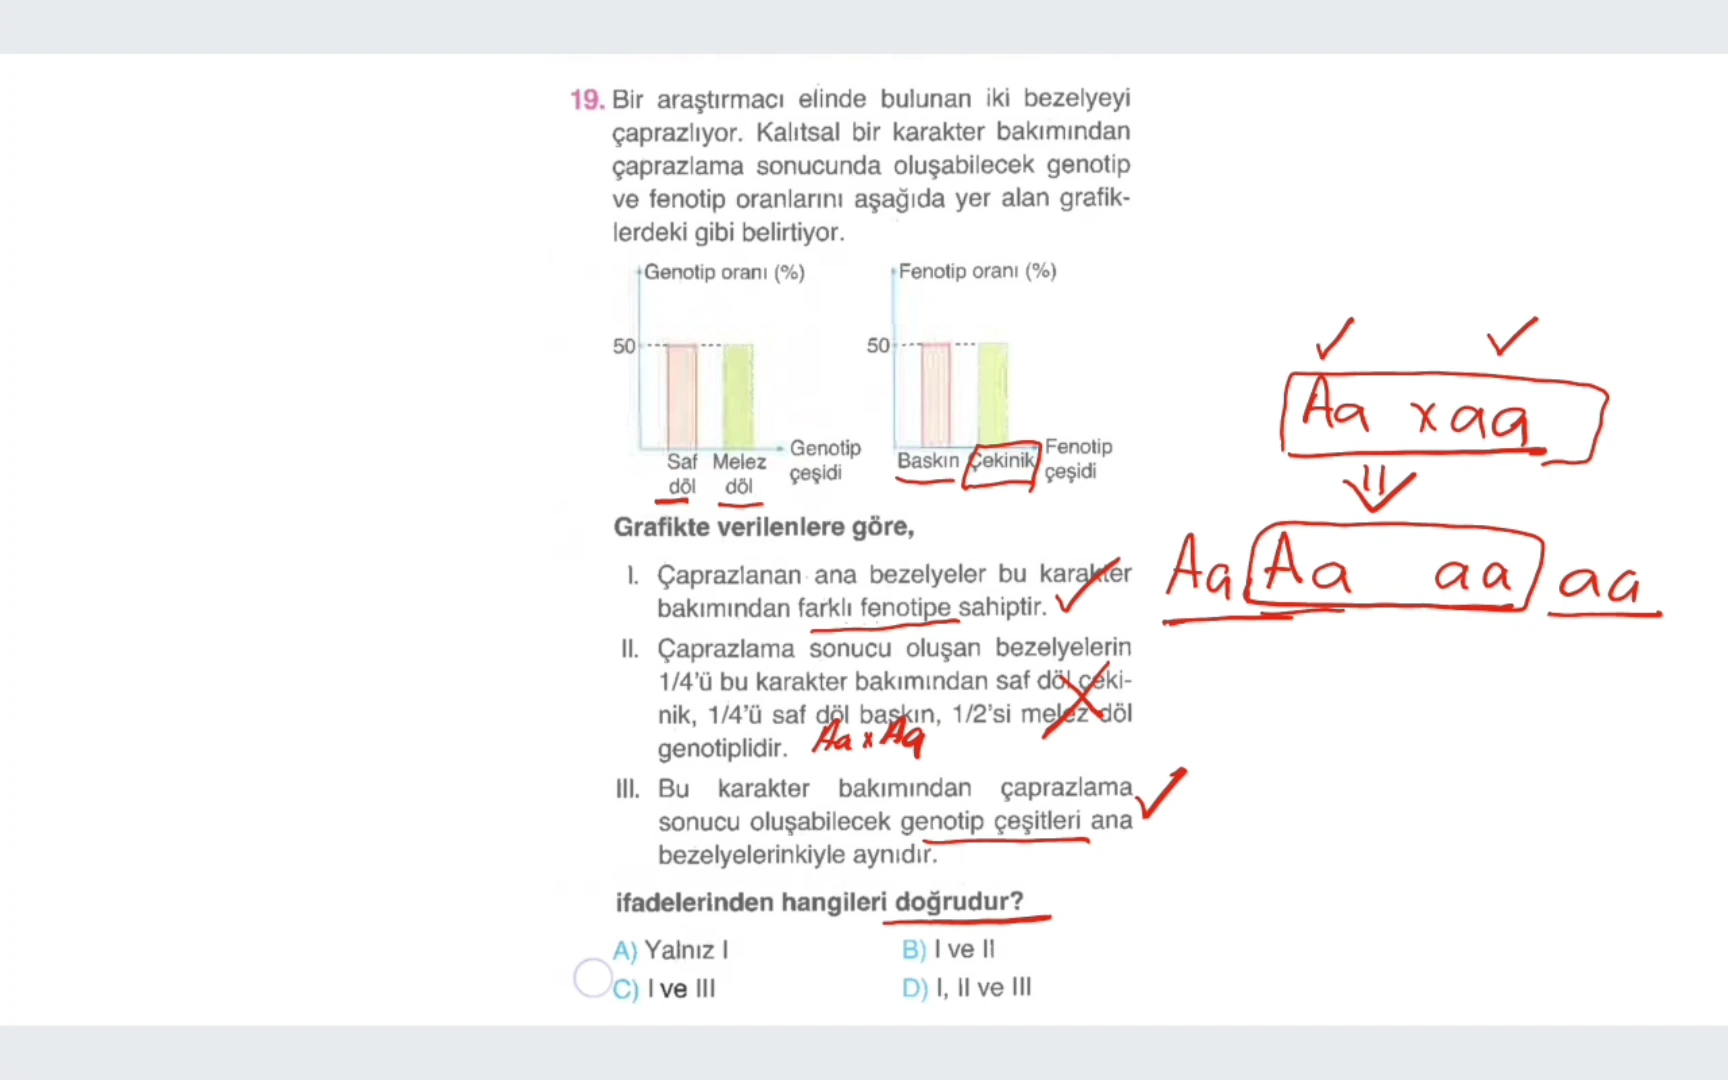 19. Bir araştırmacı elinde bulunan iki bezelyeyi
çaprazlıyor. Kalıtsal bir karakter bakımından
çaprazlama sonucunda oluşabilecek genotip
ve fenotip oranlarını aşağıda yer alan grafik-
lerdeki gibi belirtiyor.
Genotip oranı (%)
50
Saf döl
Melez döl
Genotip çeşidi
Fenotip oranı (%)
50
Baskın
Çekinik
Fenotip çeşidi
Grafikte verilenlere göre,
I. Çaprazlanan ana bezelyeler bu karakter
bakımından farklı fenotipe sahiptir.
II. Çaprazlama sonucu oluşan bezelyelerin
1/4'ü bu karakter bakımından saf döl çeki-
nik, 1/4'ü saf döl baskın, 1/2'si melez döl
genotiplidir. Aa x Aa
III. Bu karakter bakımından çaprazlama
sonucu oluşabilecek genotip çeşitleri ana
bezelyelerinkiyle aynıdır.
ifadelerinden hangileri doğrudur?
A) Yalnız I B) I ve II
C) I ve III D) I, II ve III
Aa x aa
Aa Aa aa aa